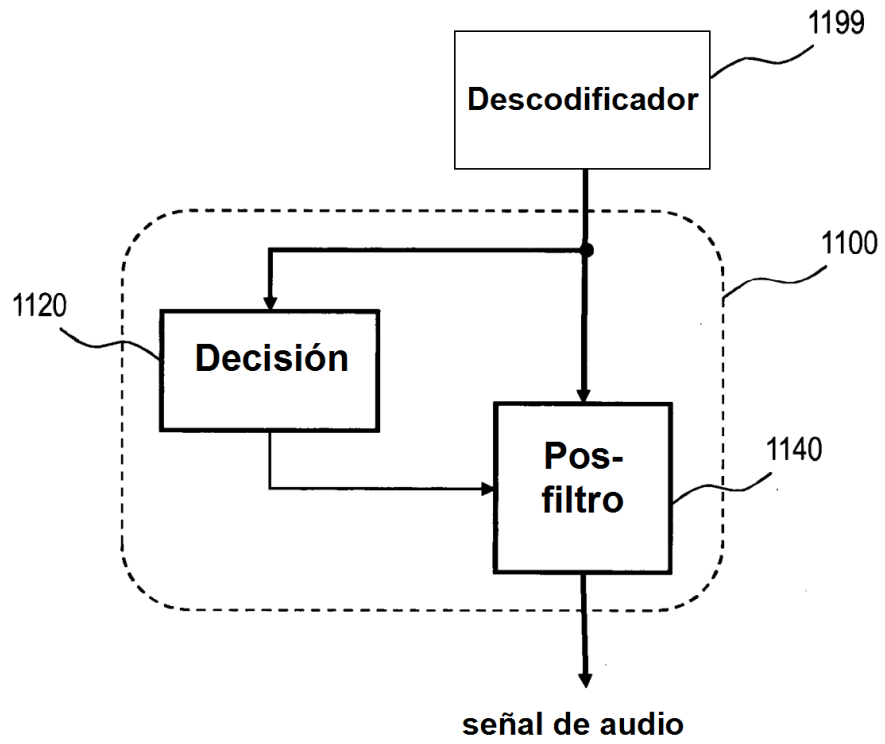 1199
Descodificador
1100
1120
Decisión
Pos-
filtro
1140
señal de audio